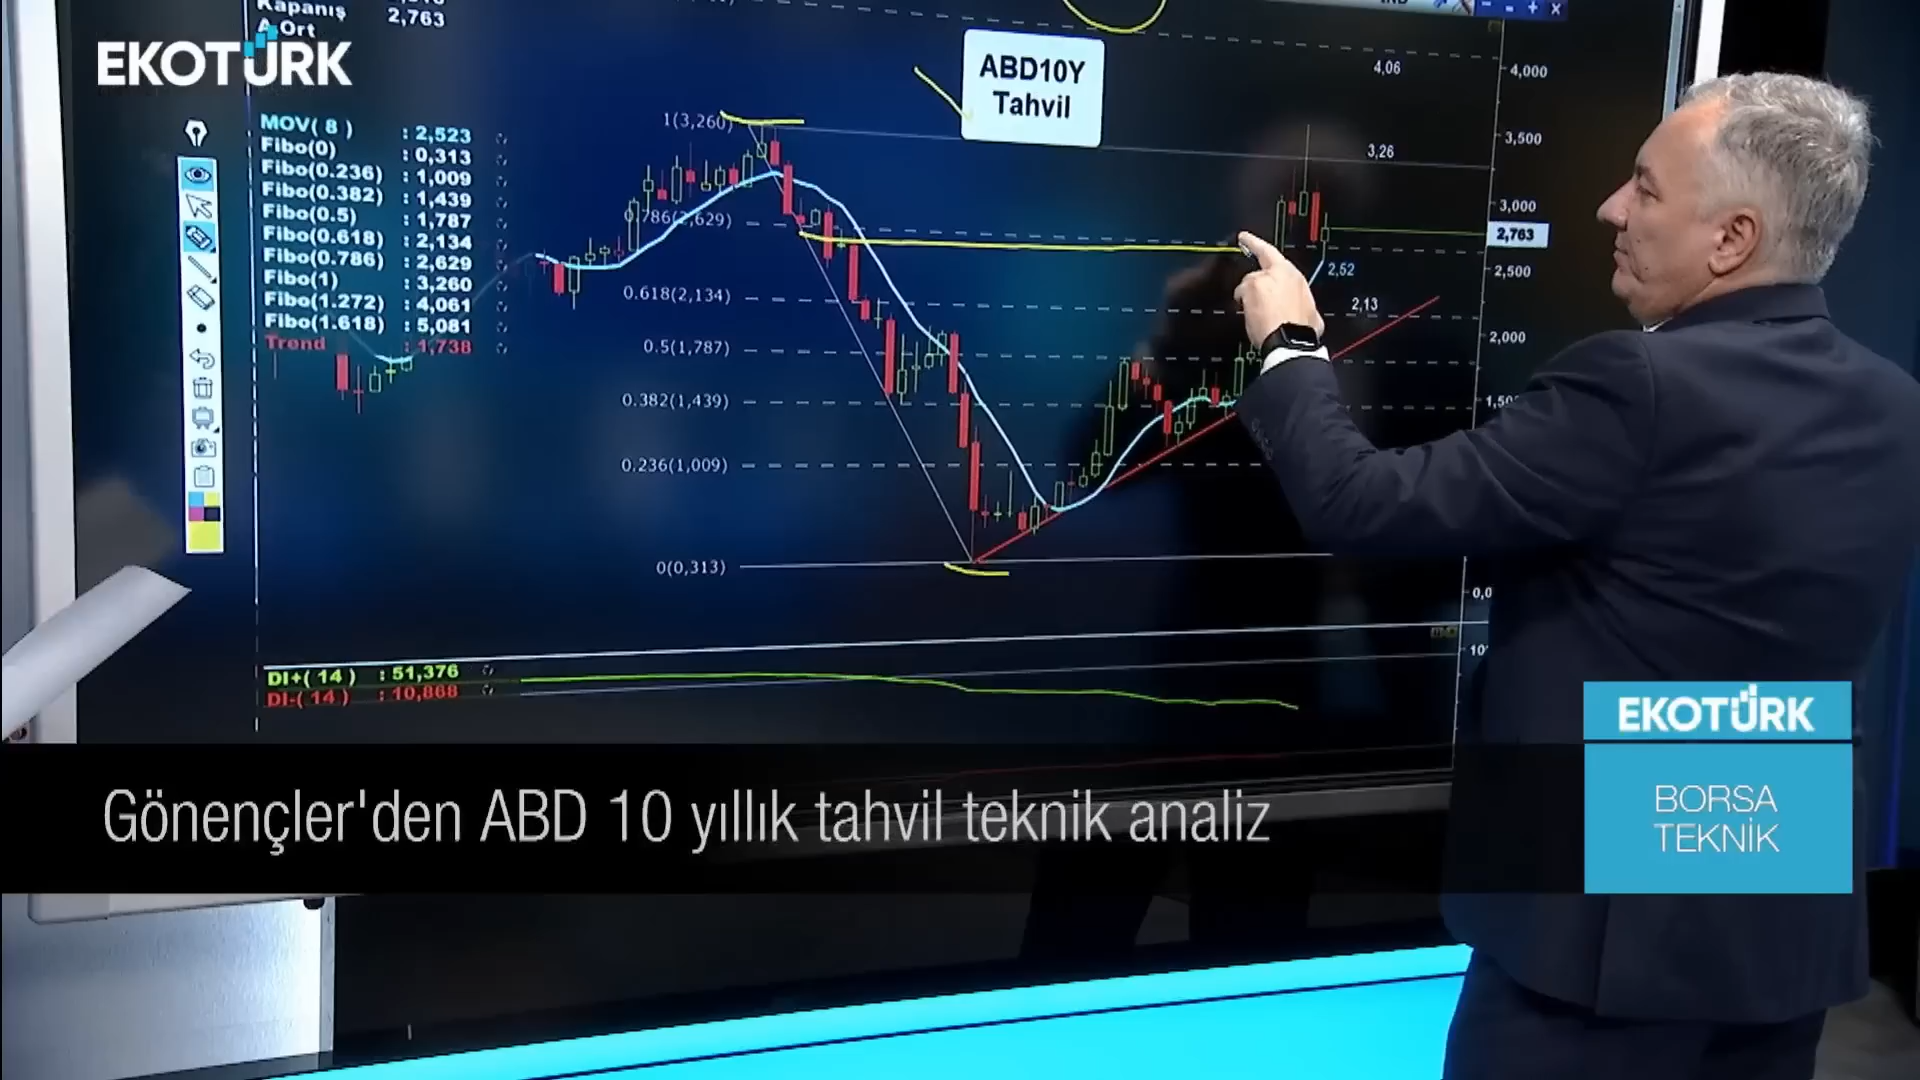 Kapanış 2,763
A.Ort
EKOTÜRK
MOV( 8 ) : 2,523
Fibo(0) : 0,313
Fibo(0.236) : 1,009
Fibo(0.382) : 1,439
Fibo(0.5) : 1,787
Fibo(0.618) : 2,134
Fibo(0.786) : 2,629
Fibo(1) : 3,260
Fibo(1.272) : 4,061
Fibo(1.618) : 5,081
Trend : 1,738
ABD10Y
Tahvil
1(3,260)
0.786(2,629)
0.618(2,134)
0.5(1,787)
0.382(1,439)
0.236(1,009)
0(0,313)
4,06
3,26
2,52
2,13
4,000
3,500
3,000
2,763
2,500
2,000
DI+( 14 ) : 51,376
DI-( 14 ) : 10,868
Gönençler'den ABD 10 yıllık tahvil teknik analiz
EKOTÜRK
BORSA
TEKNİK